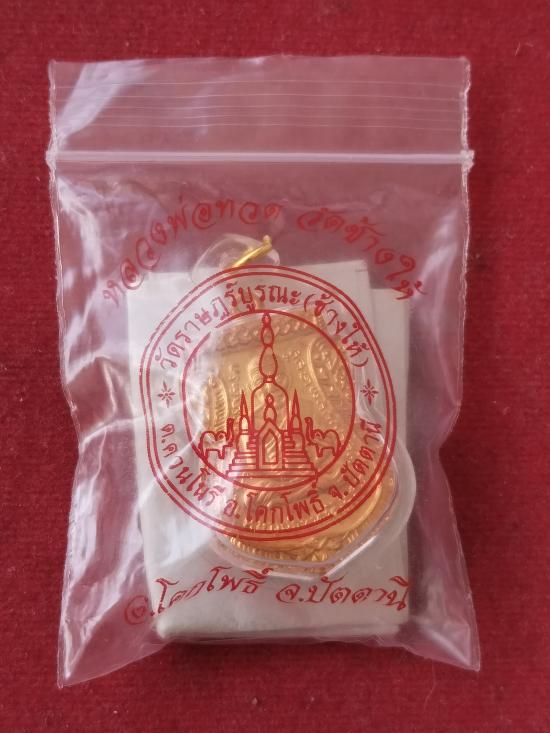 หลวงพ่อทวด วัดช้างให้
วัดราษฎร์บูรณะ(ช้างให้)
ต.ควนโนรี อ.โคกโพธิ์ จ.ปัตตานี
อ.โคกโพธิ์ จ.ปัตตานี